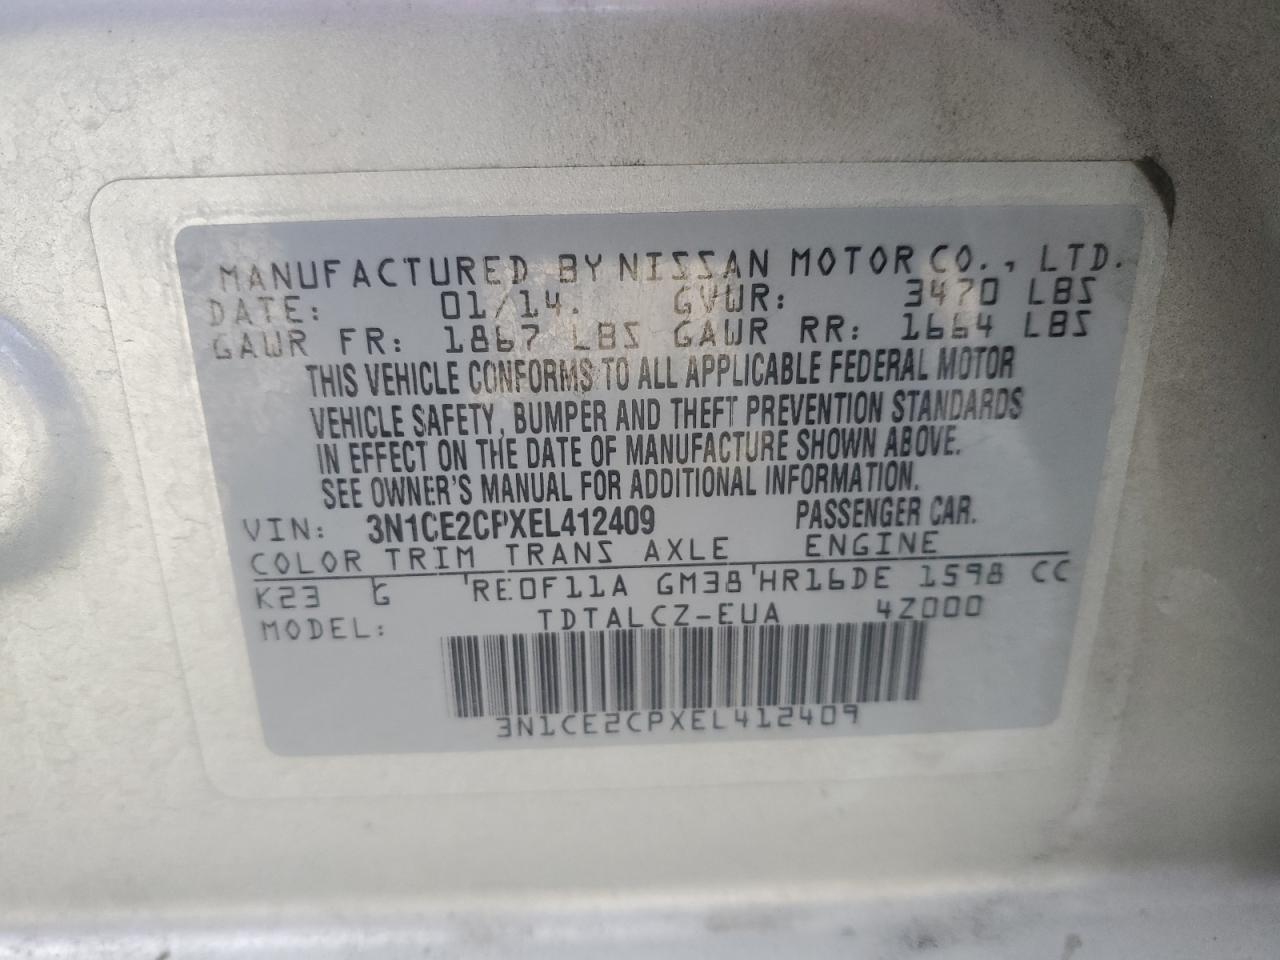 MANUFACTURED BY NISSAN MOTOR CO., LTD.
DATE: 01/14. GVWR: 3470 LBS
GAWR FR: 1867 LBS GAWR RR: 1664 LBS
THIS VEHICLE CONFORMS TO ALL APPLICABLE FEDERAL MOTOR
VEHICLE SAFETY, BUMPER AND THEFT PREVENTION STANDARDS
IN EFFECT ON THE DATE OF MANUFACTURE SHOWN ABOVE.
SEE OWNER'S MANUAL FOR ADDITIONAL INFORMATION.
VIN: 3N1CE2CPXEL412409 PASSENGER CAR.
COLOR TRIM TRANS AXLE ENGINE
K23 G RE0F11A GM38 HR16DE 1598 CC
MODEL: TDTALCZ-EUA 4Z000
3N1CE2CPXEL412409